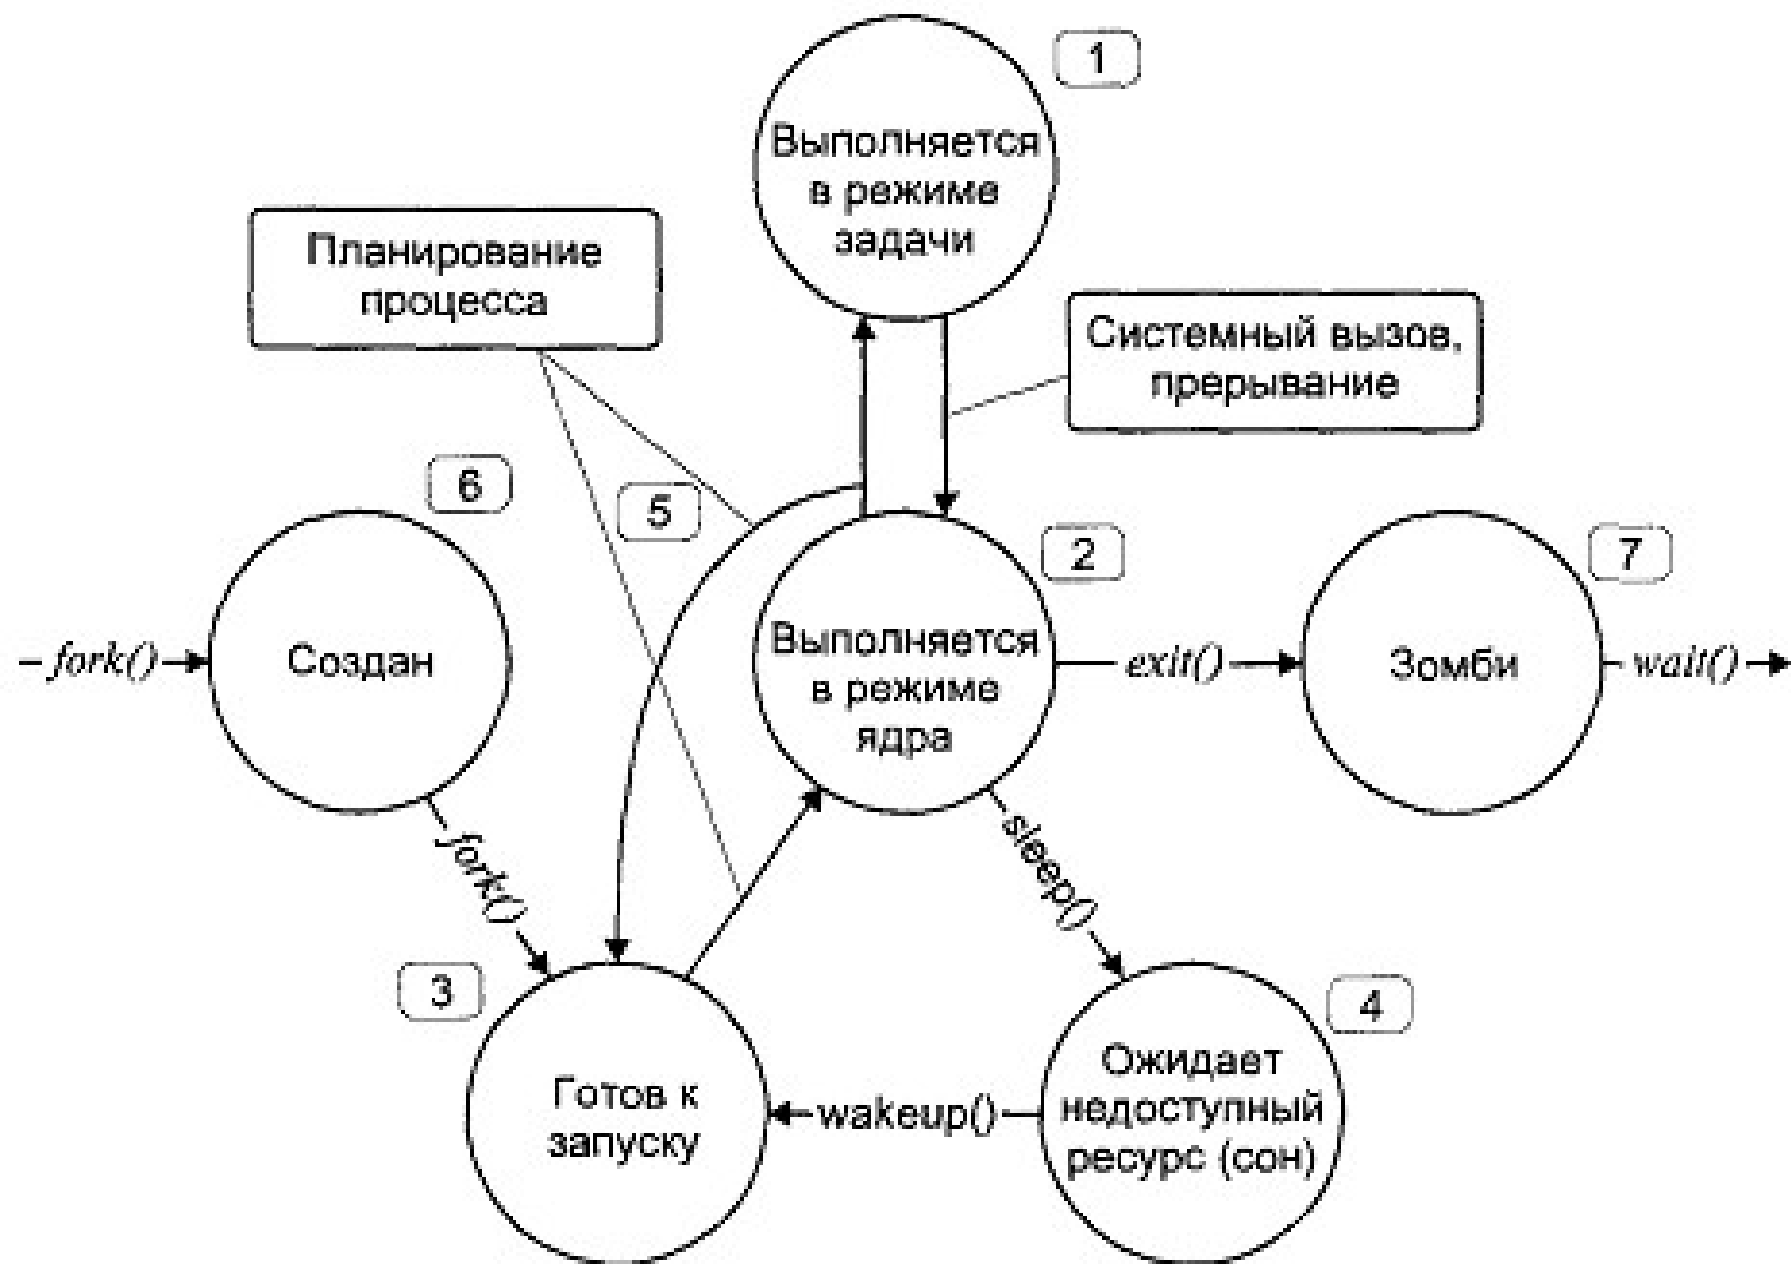 1
Выполняется
в режиме
задачи
Планирование
процесса
Системный вызов,
прерывание
6
5
2
7
– fork()
Создан
Выполняется
в режиме
ядра
exit()
Зомби
wait()
fork()
sleep()
3
4
Готов к
запуску
wakeup()
Ожидает
недоступный
ресурс (сон)